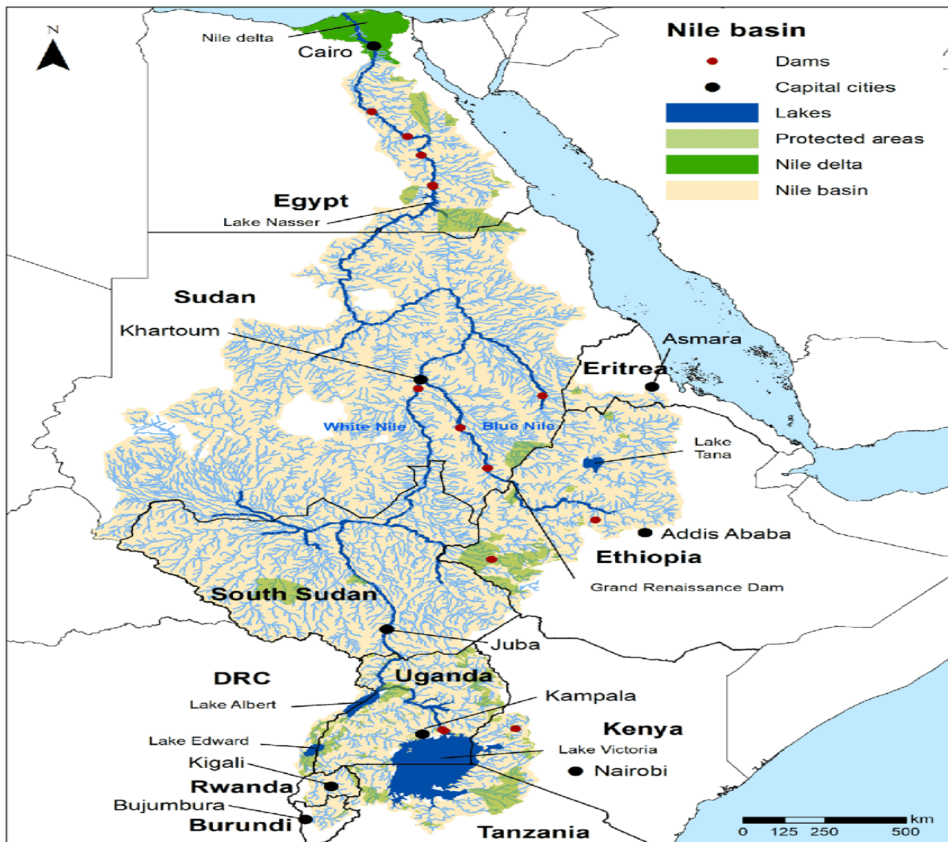 N
Nile delta
Cairo
Nile basin
Dams
Capital cities
Lakes
Protected areas
Nile delta
Nile basin
Egypt
Lake Nasser
Sudan
Khartoum
Asmara
Eritrea
White Nile
Blue Nile
Lake
Tana
Addis Ababa
Ethiopia
Grand Renaissance Dam
South Sudan
Juba
DRC
Uganda
Lake Albert
Kampala
Kenya
Lake Edward
Lake Victoria
Kigali
Nairobi
Rwanda
Bujumbura
Burundi
Tanzania
km
0 125 250 500